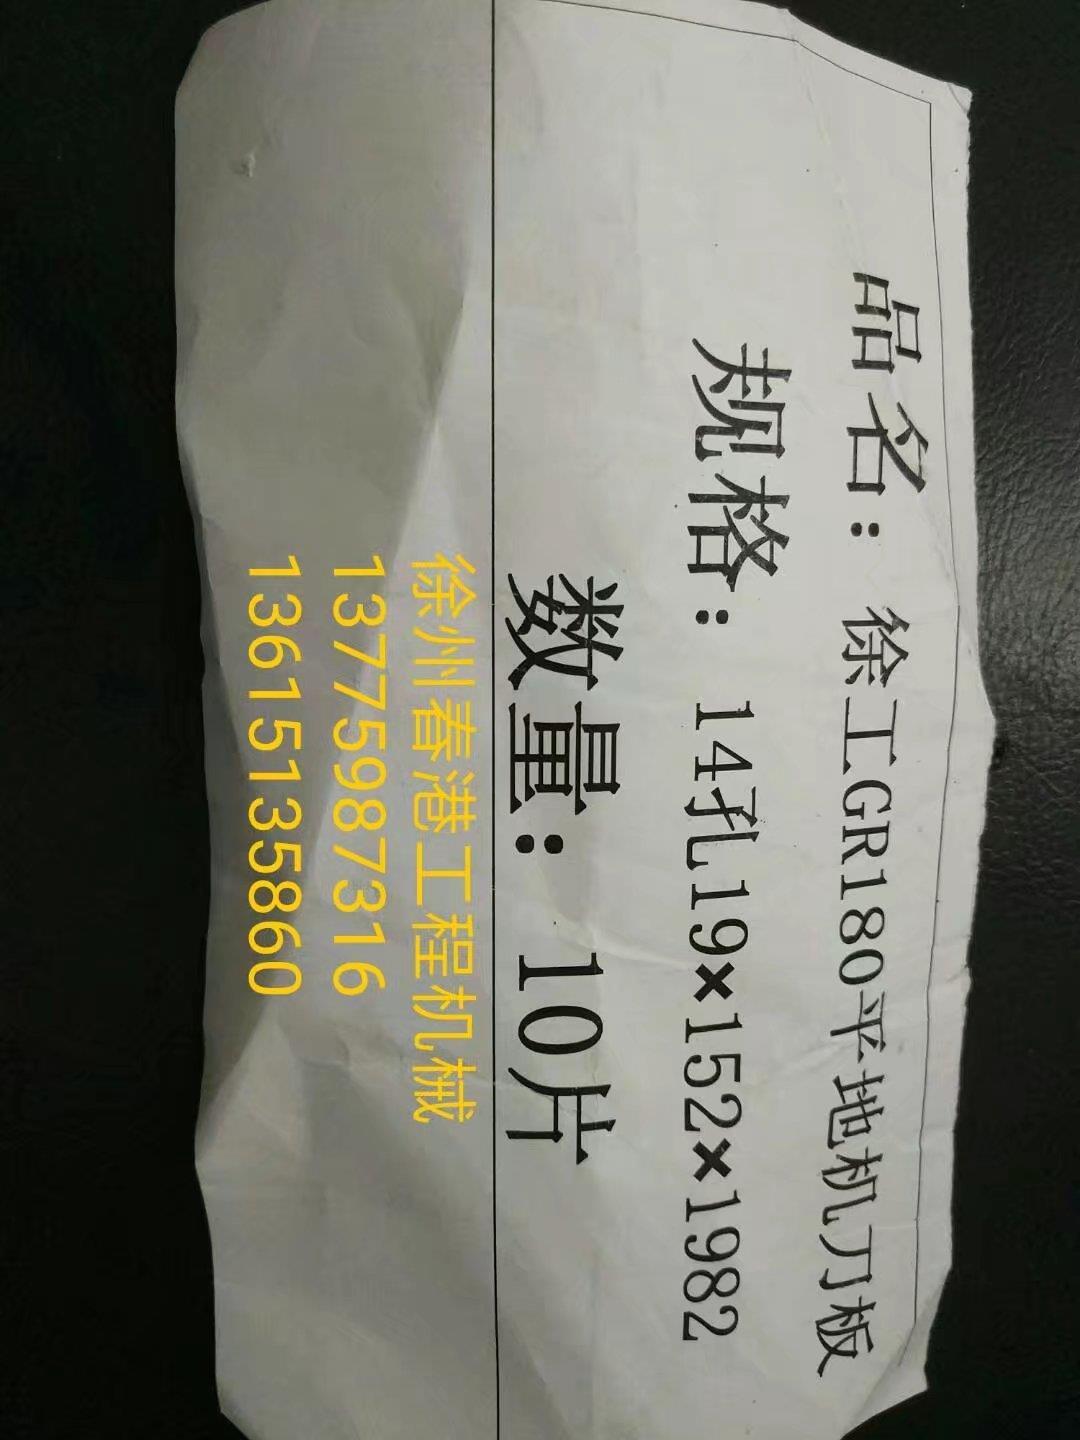 品名：徐工GR180平地机刀板
规格：14孔19×152×1982
数量：10片
徐州春港工程机械
13775987316
13615135860